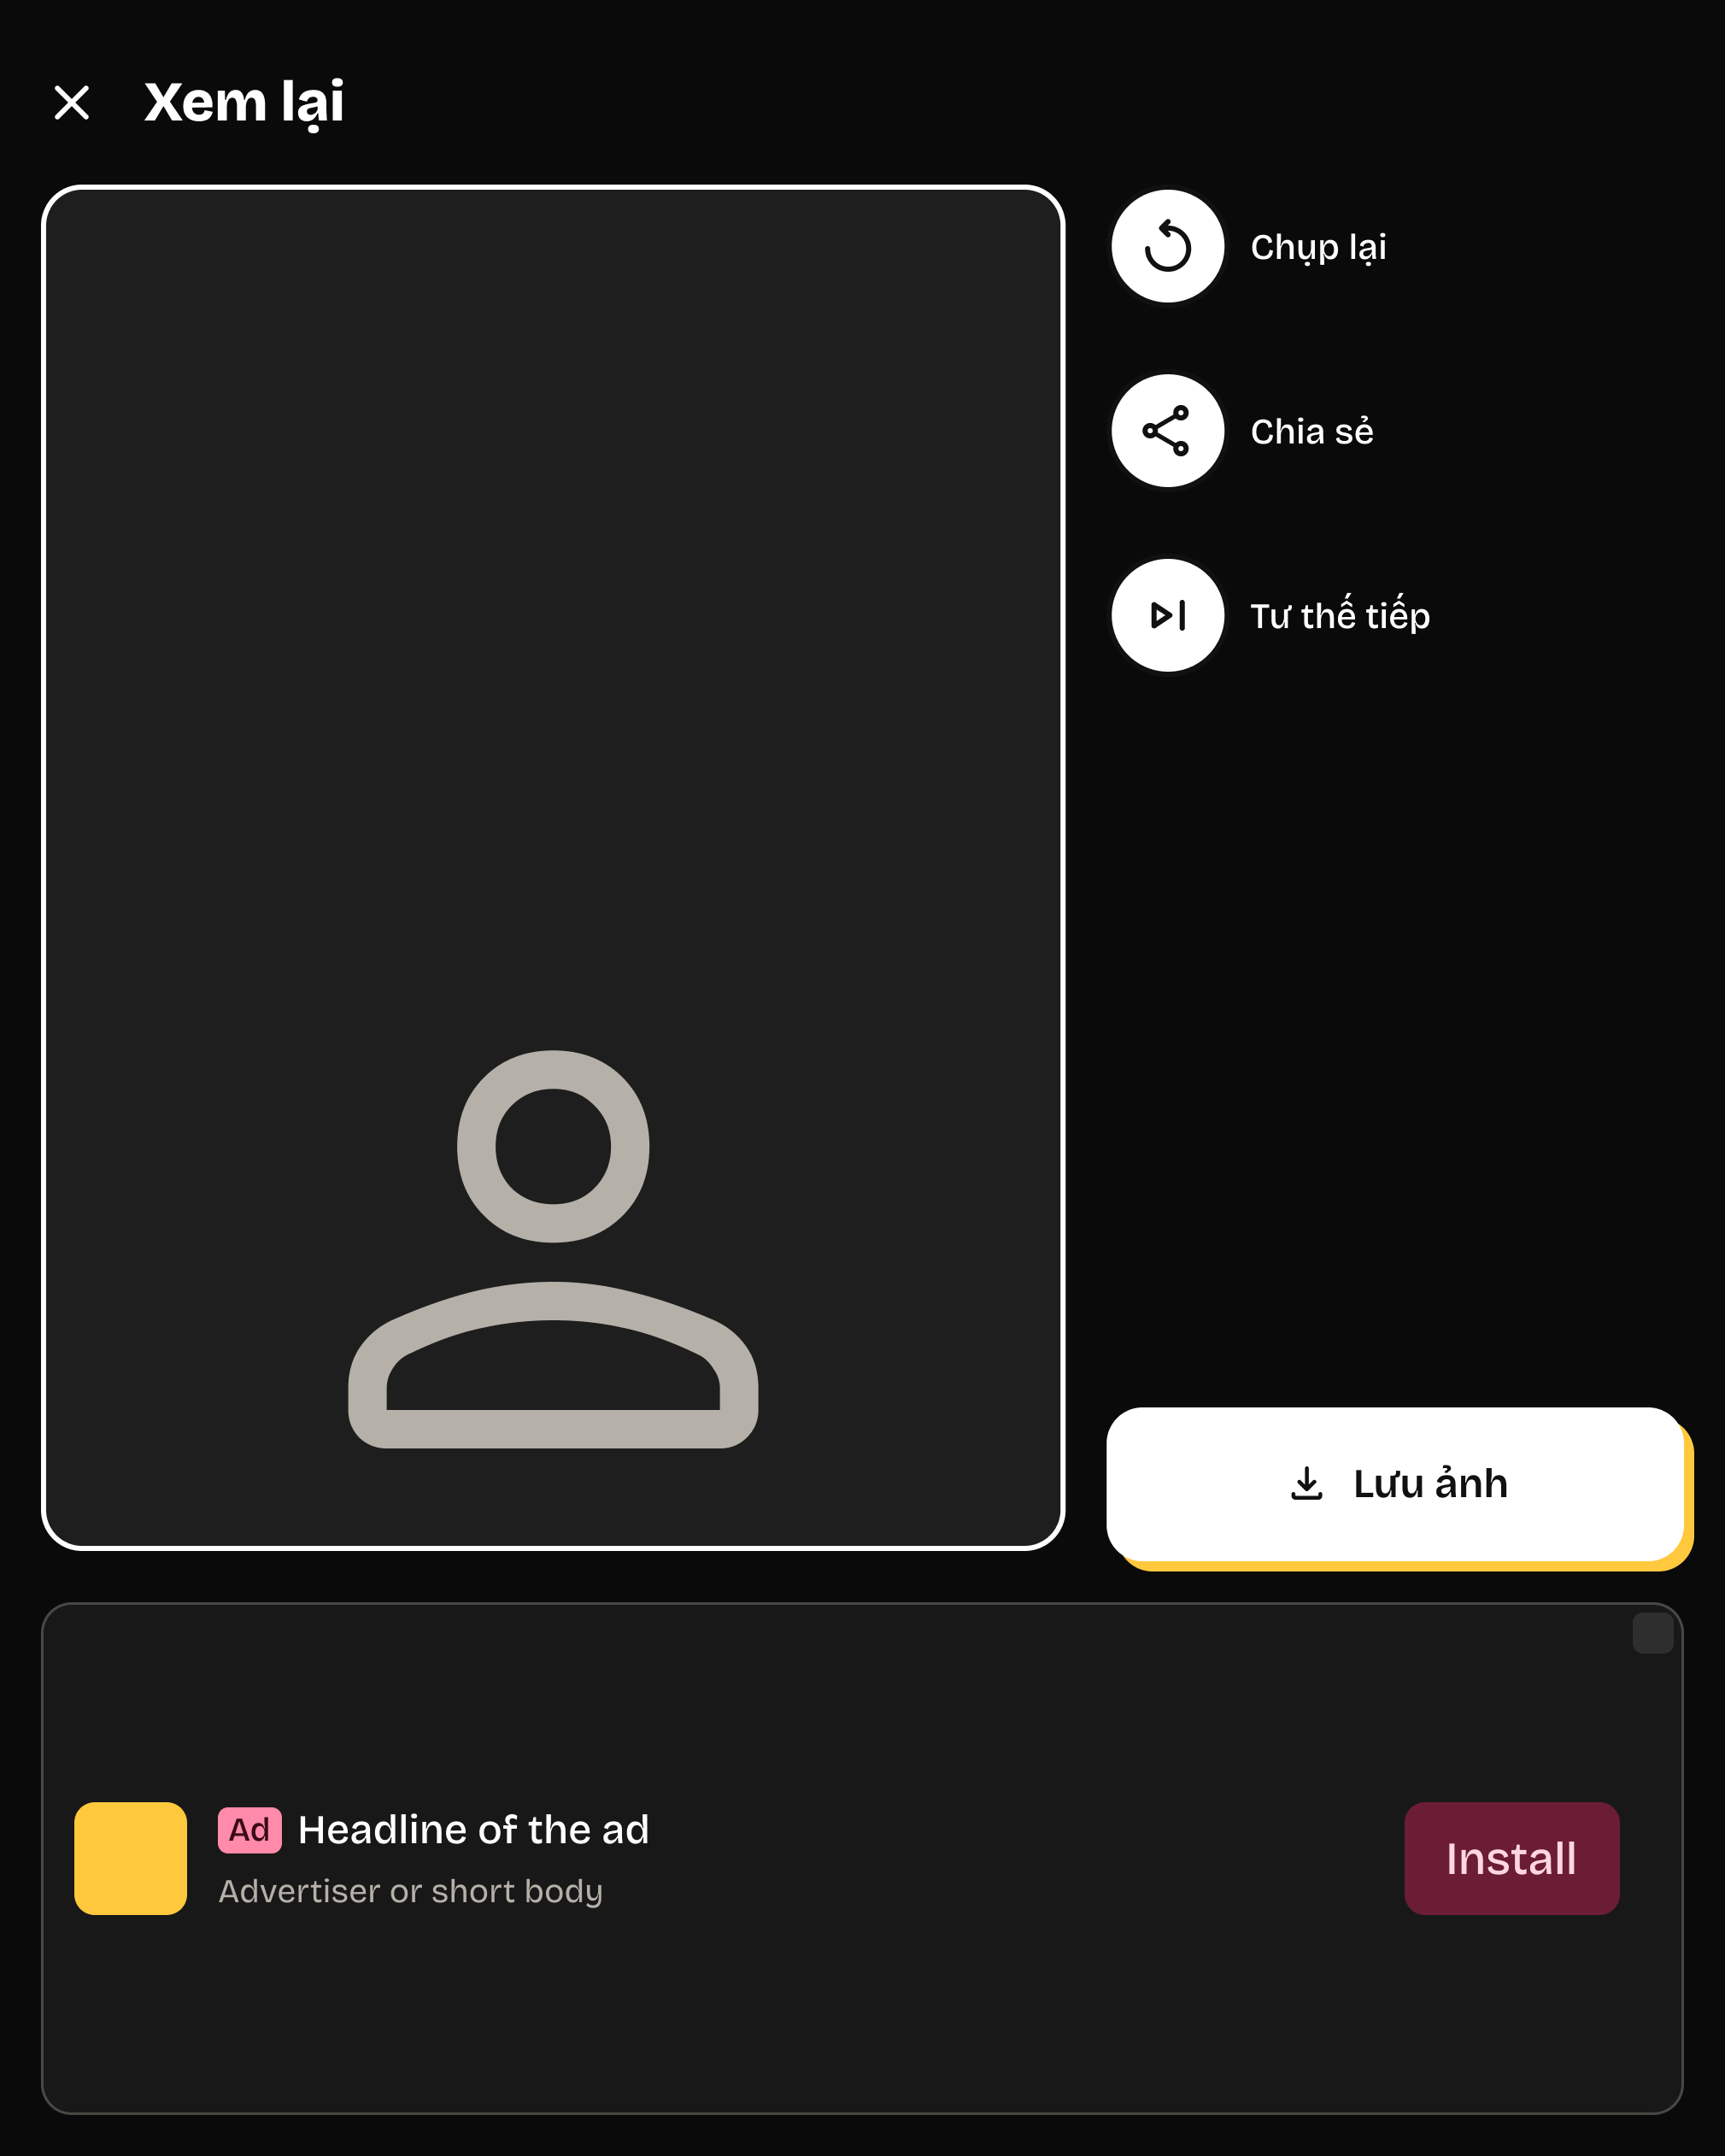 Xem lại
Chụp lại
Chia sẻ
Tư thế tiếp
Lưu ảnh
Ad Headline of the ad
Advertiser or short body
Install